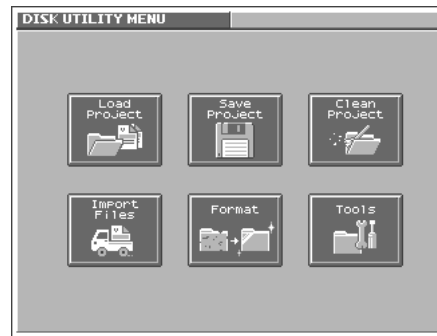 DISK UTILITY MENU
Load
Project
Save
Project
Clean
Project
Import
Files
Format
Tools